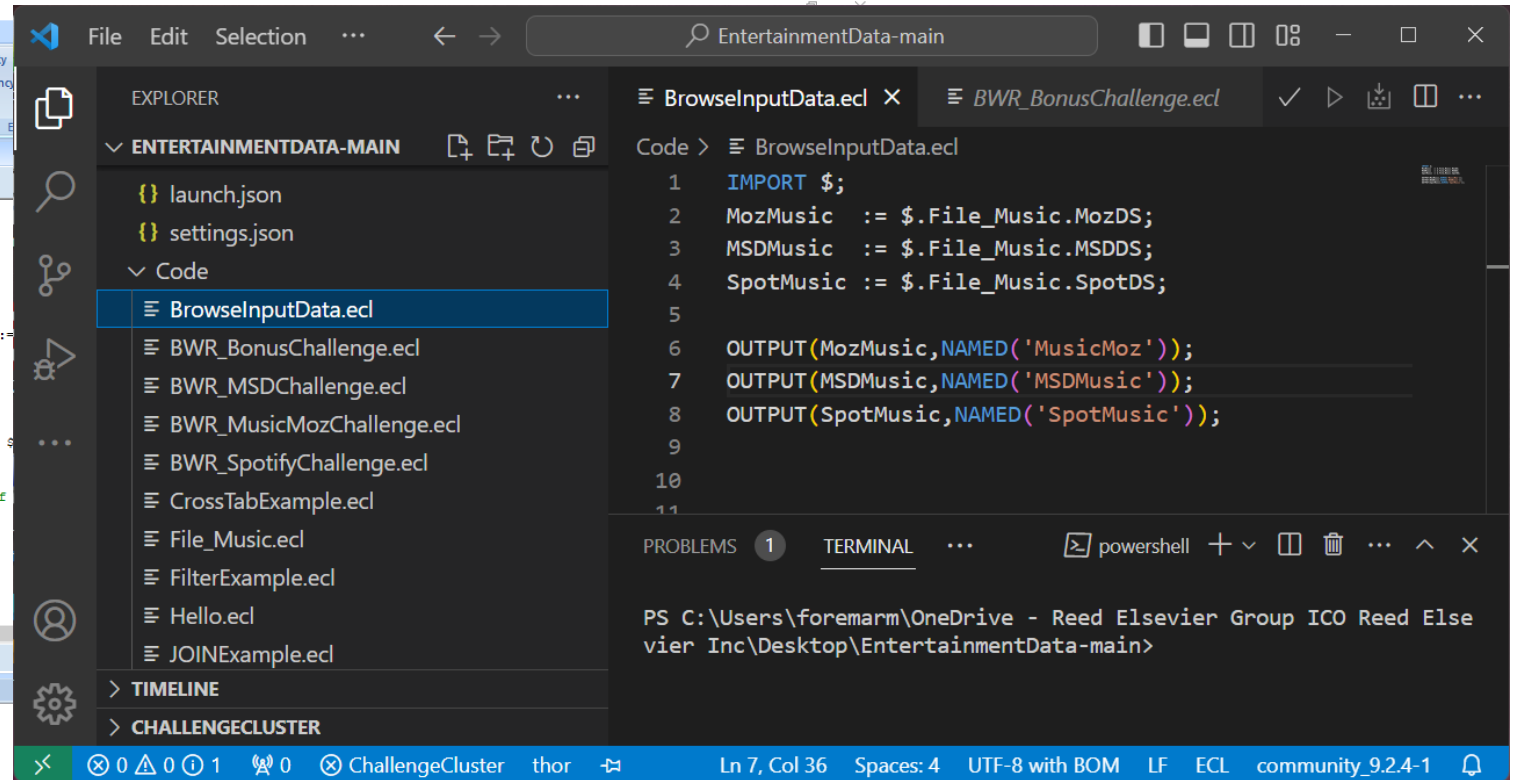 File Edit Selection ··· EntertainmentData-main
EXPLORER ···
ENTERTAINMENTDATA-MAIN
{} launch.json
{} settings.json
Code
BrowseInputData.ecl
BWR_BonusChallenge.ecl
BWR_MSDChallenge.ecl
BWR_MusicMozChallenge.ecl
BWR_SpotifyChallenge.ecl
CrossTabExample.ecl
File_Music.ecl
FilterExample.ecl
Hello.ecl
JOINExample.ecl
TIMELINE
CHALLENGECLUSTER
BrowseInputData.ecl BWR_BonusChallenge.ecl
Code > BrowseInputData.ecl
1 IMPORT $;
2 MozMusic := $.File_Music.MozDS;
3 MSDMusic := $.File_Music.MSDDS;
4 SpotMusic := $.File_Music.SpotDS;
5
6 OUTPUT(MozMusic,NAMED('MusicMoz'));
7 OUTPUT(MSDMusic,NAMED('MSDMusic'));
8 OUTPUT(SpotMusic,NAMED('SpotMusic'));
9
10
11
PROBLEMS 1 TERMINAL ··· powershell
PS C:\Users\foremarm\OneDrive - Reed Elsevier Group ICO Reed Else
vier Inc\Desktop\EntertainmentData-main>
0 0 1 0 ChallengeCluster thor Ln 7, Col 36 Spaces: 4 UTF-8 with BOM LF ECL community_9.2.4-1